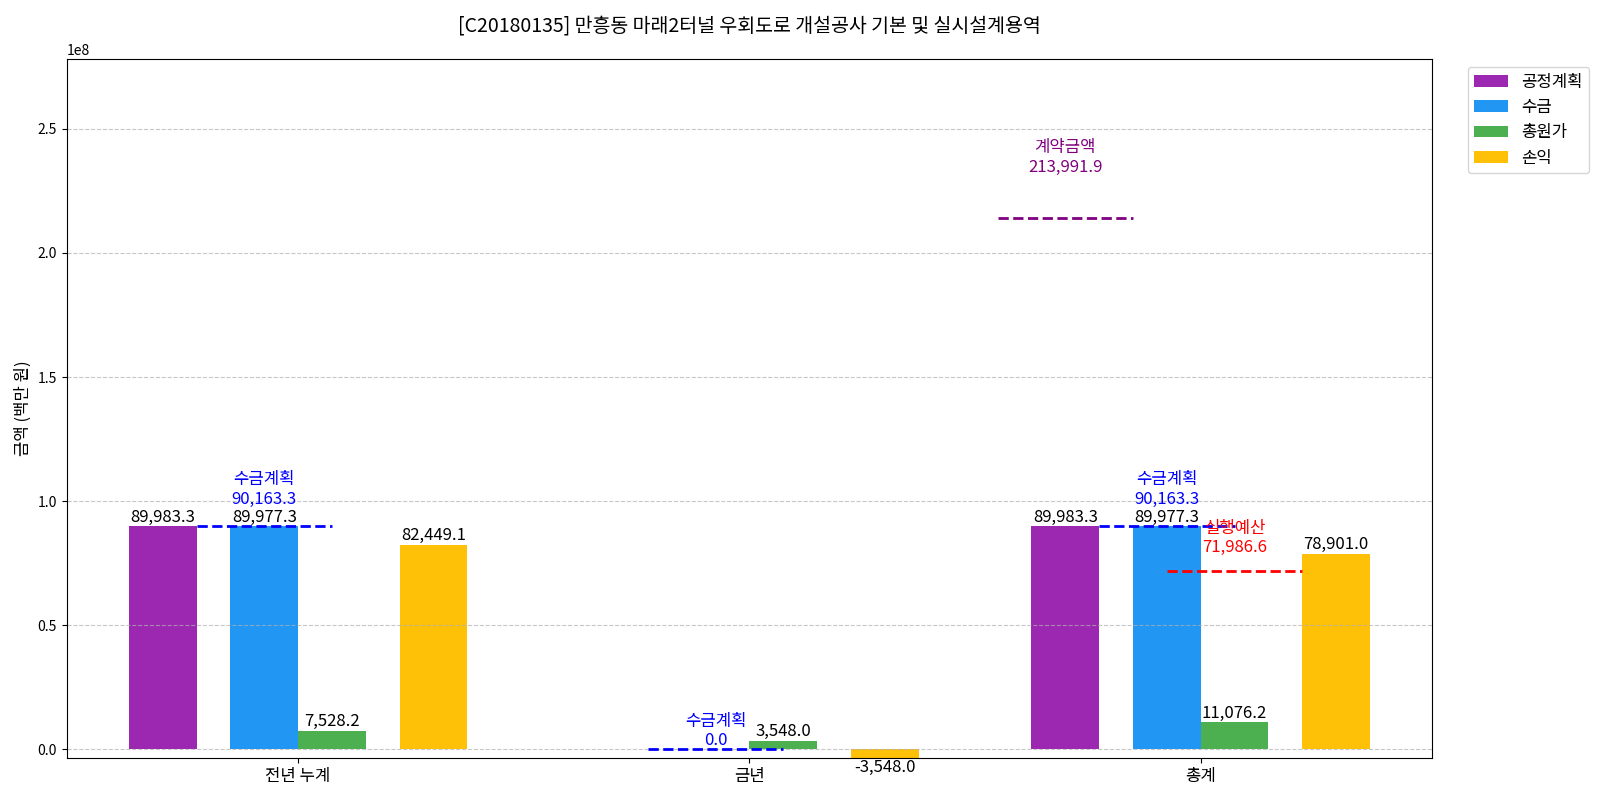 [C20180135] 만흥동 마래2터널 우회도로 개설공사 기본 및 실시설계용역
1e8
금액 (백만 원)
2.5
2.0
1.5
1.0
0.5
0.0
계약금액
213,991.9
수금계획
90,163.3
89,983.3
89,977.3
82,449.1
7,528.2
수금계획
0.0
3,548.0
-3,548.0
수금계획
90,163.3
89,983.3
89,977.3
실행예산
71,986.6
78,901.0
11,076.2
전년 누계
금년
총계
공정계획
수금
총원가
손익